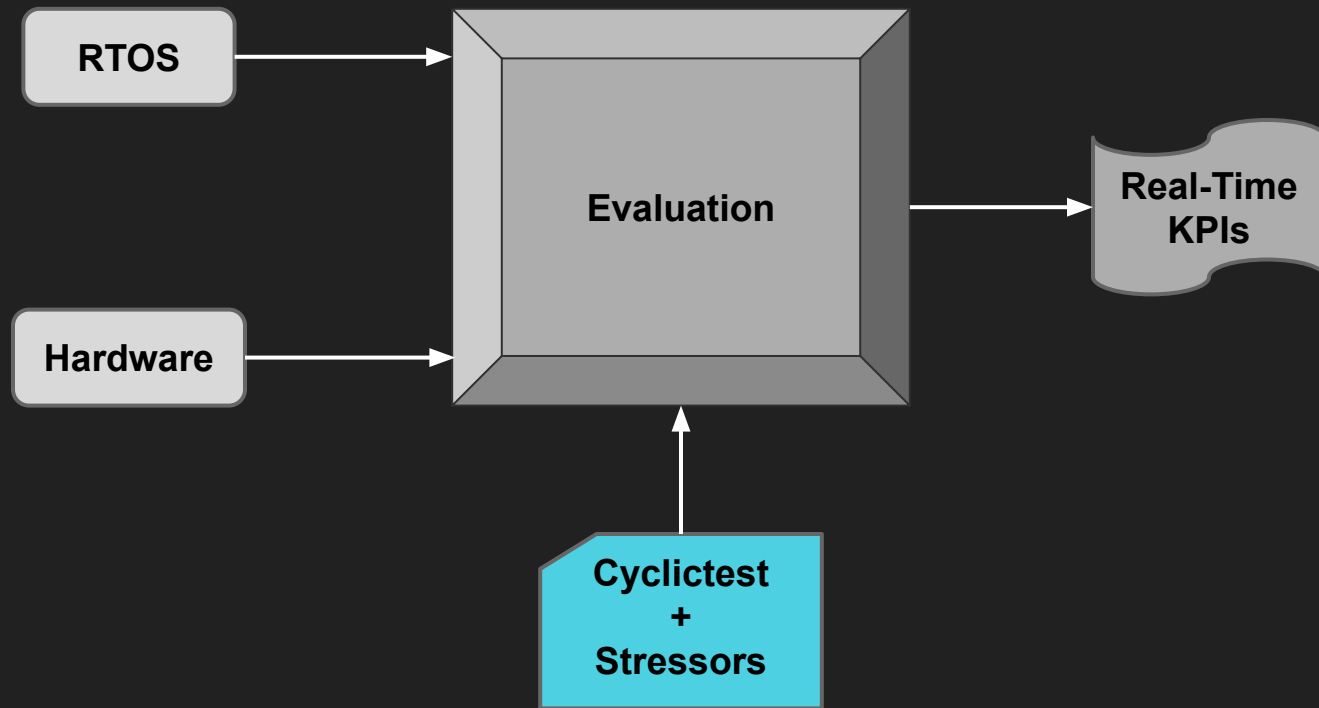 RTOS
Evaluation
Real-Time
KPIs
Hardware
Cyclictest
+
Stressors